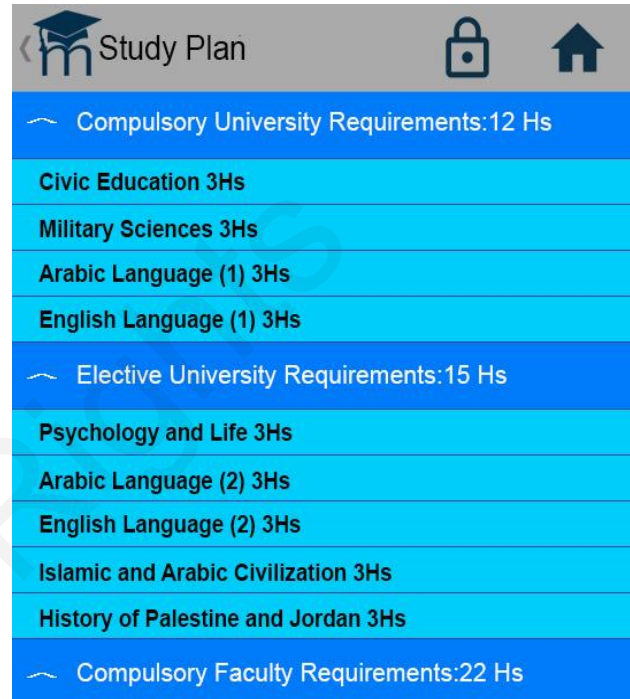 Study Plan
Compulsory University Requirements:12 Hs
Civic Education 3Hs
Military Sciences 3Hs
Arabic Language (1) 3Hs
English Language (1) 3Hs
Elective University Requirements:15 Hs
Psychology and Life 3Hs
Arabic Language (2) 3Hs
English Language (2) 3Hs
Islamic and Arabic Civilization 3Hs
History of Palestine and Jordan 3Hs
Compulsory Faculty Requirements:22 Hs
Rights